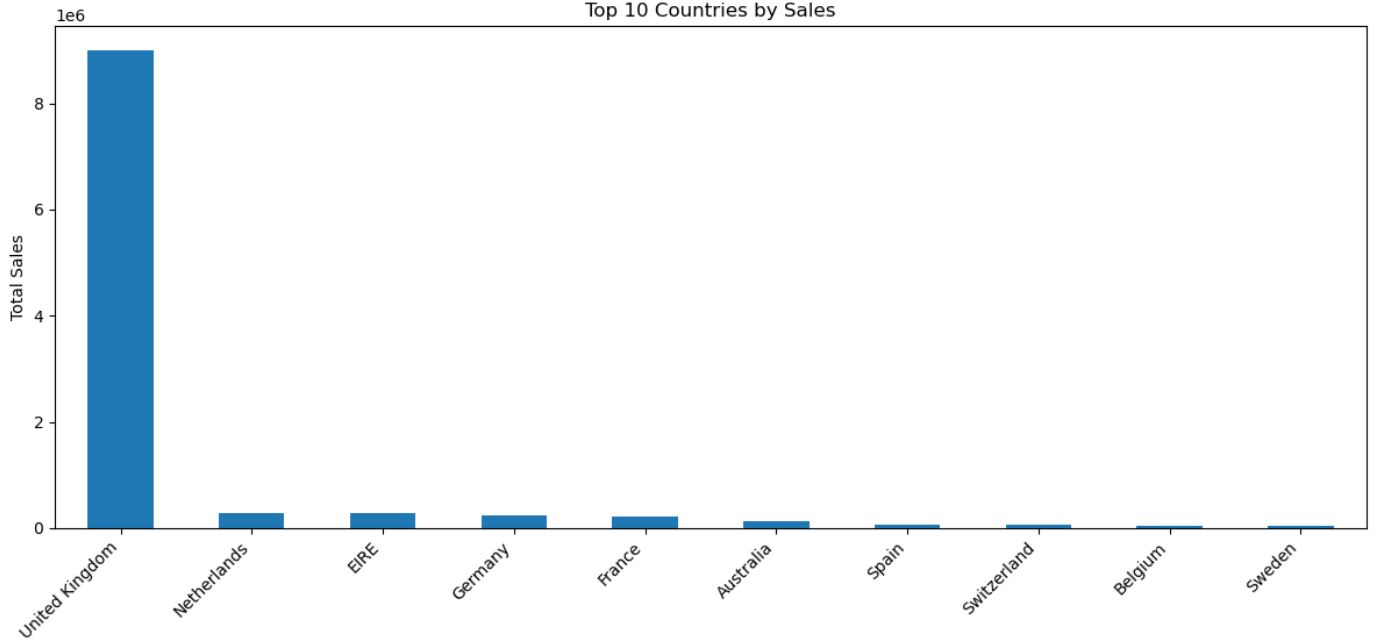 Top 10 Countries by Sales
1e6
8
6
4
2
0
Total Sales
United Kingdom
Netherlands
EIRE
Germany
France
Australia
Spain
Switzerland
Belgium
Sweden